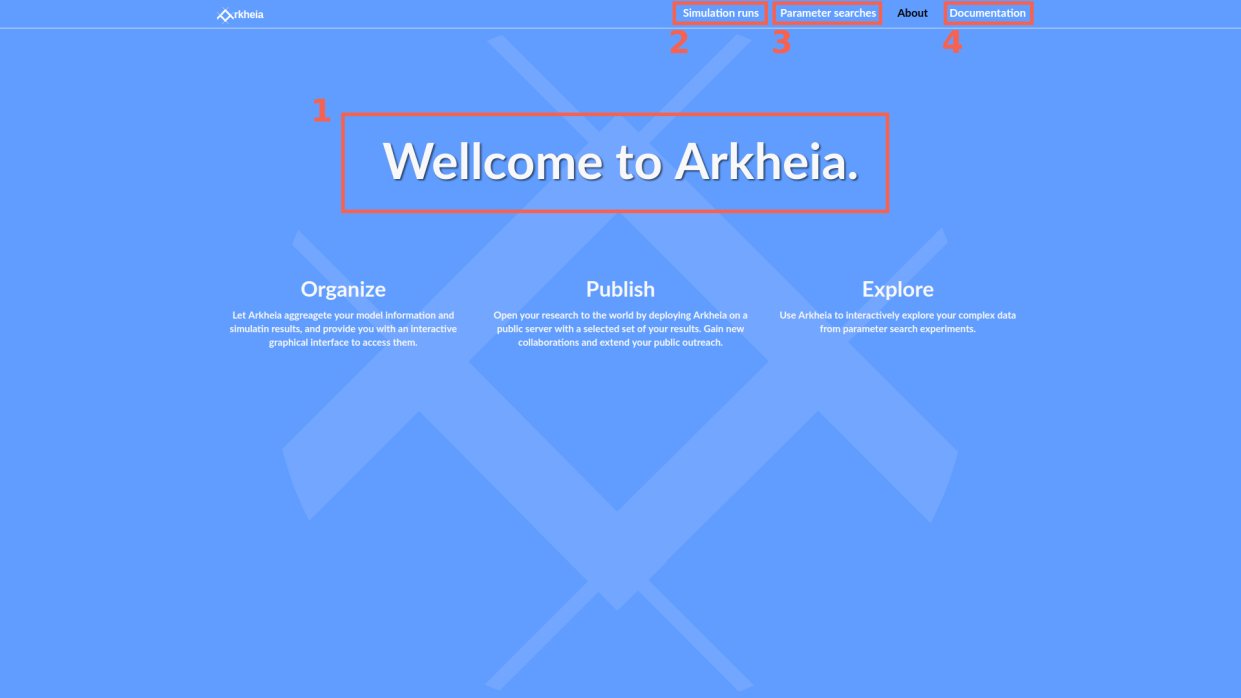 rkheia Simulation runs Parameter searches About Documentation
2 3 4
1
Wellcome to Arkheia.
Organize
Let Arkheia aggreagete your model information and
simulatin results, and provide you with an interactive
graphical interface to access them.
Publish
Open your research to the world by deploying Arkheia on a
public server with a selected set of your results. Gain new
collaborations and extend your public outreach.
Explore
Use Arkheia to interactively explore your complex data
from parameter search experiments.